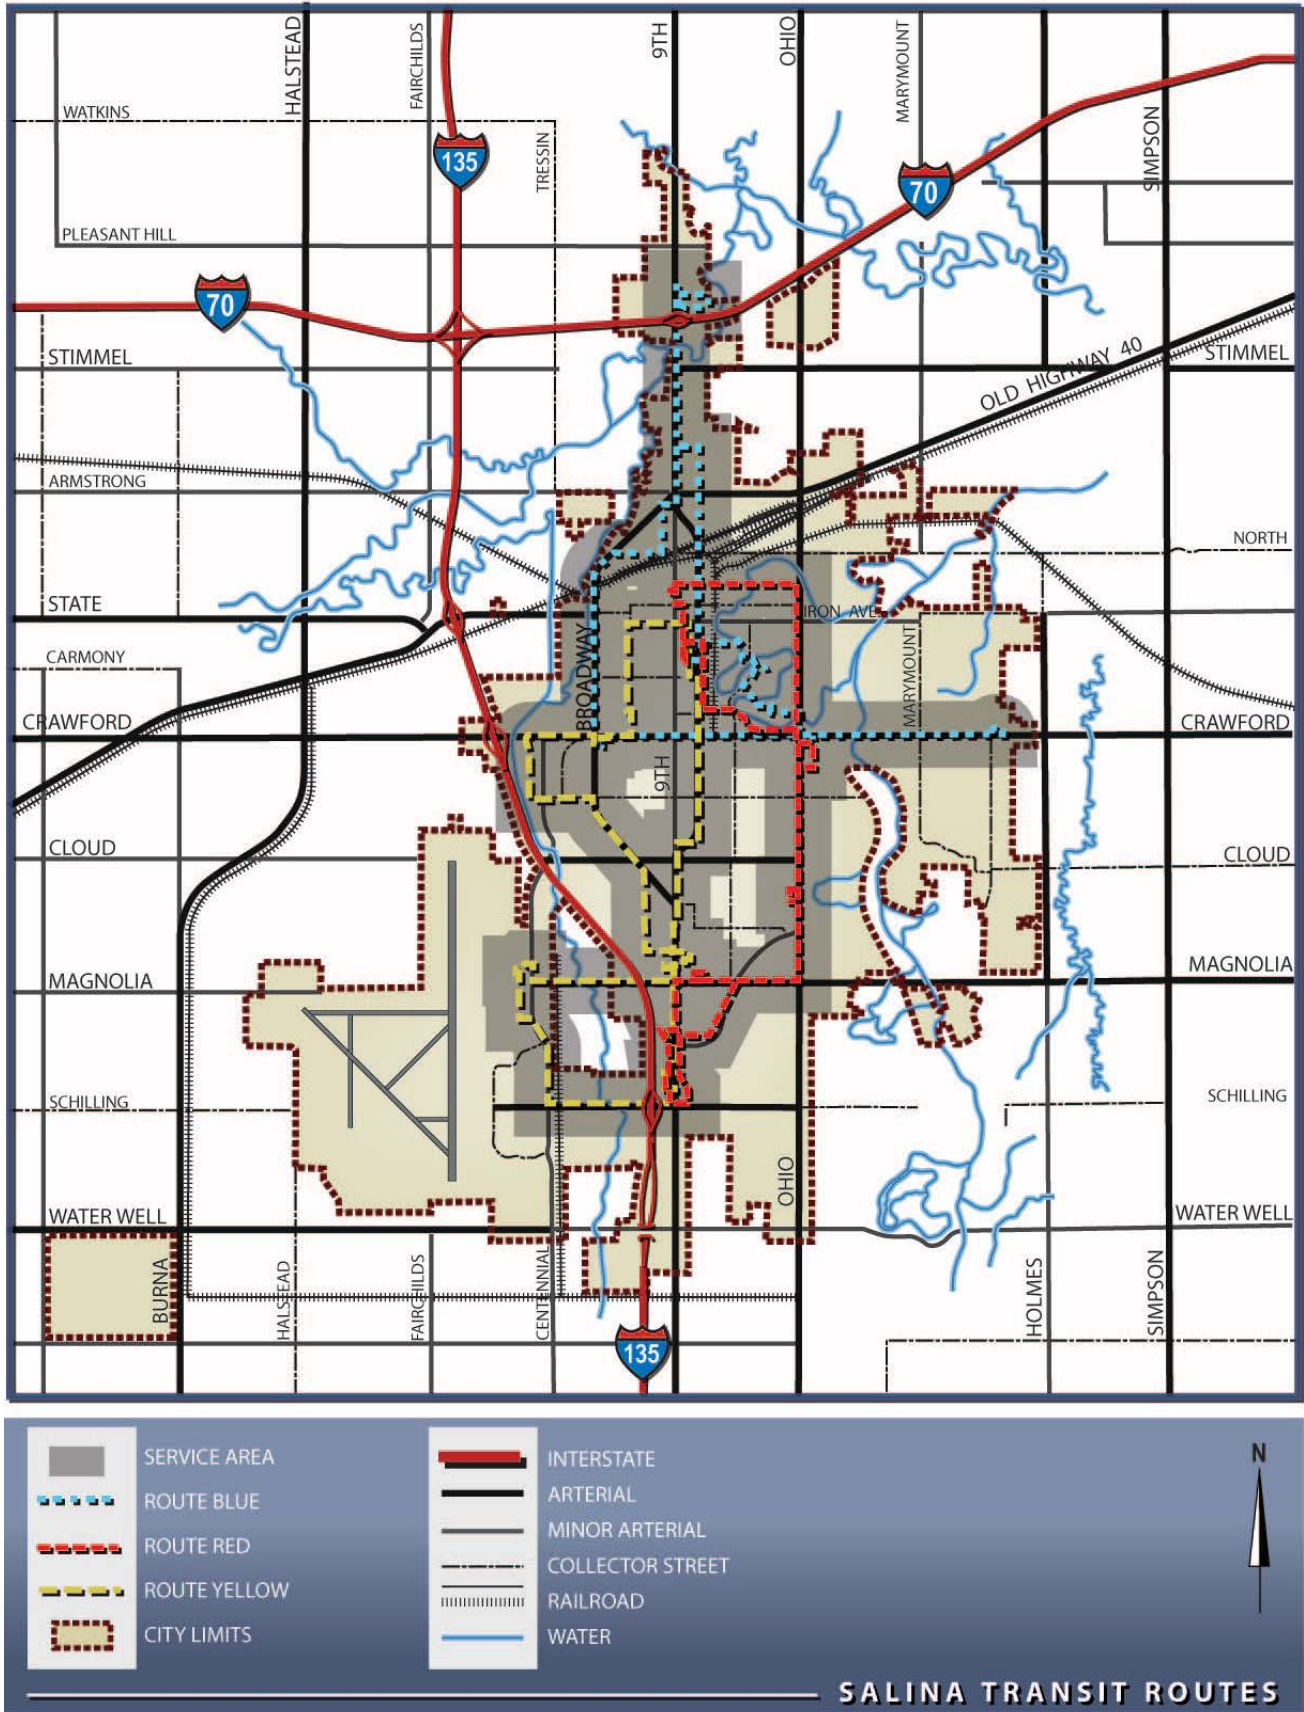 HALSTEAD
FAIRCHILDS
9TH
OHIO
MARYMOUNT
SIMPSON
WATKINS
TRESSIN
135
70
PLEASANT HILL
70
STIMMEL
STIMMEL
OLD HIGHWAY 40
ARMSTRONG
NORTH
STATE
IRON AVE
CARMONY
BROADWAY
MARYMOUNT
CRAWFORD
CRAWFORD
9TH
CLOUD
CLOUD
MAGNOLIA
MAGNOLIA
SCHILLING
SCHILLING
OHIO
WATER WELL
WATER WELL
BURNA
HALSTEAD
FAIRCHILDS
CENTENNIAL
HOLMES
SIMPSON
135
SERVICE AREA
ROUTE BLUE
ROUTE RED
ROUTE YELLOW
CITY LIMITS
INTERSTATE
ARTERIAL
MINOR ARTERIAL
COLLECTOR STREET
RAILROAD
WATER
N
SALINA TRANSIT ROUTES